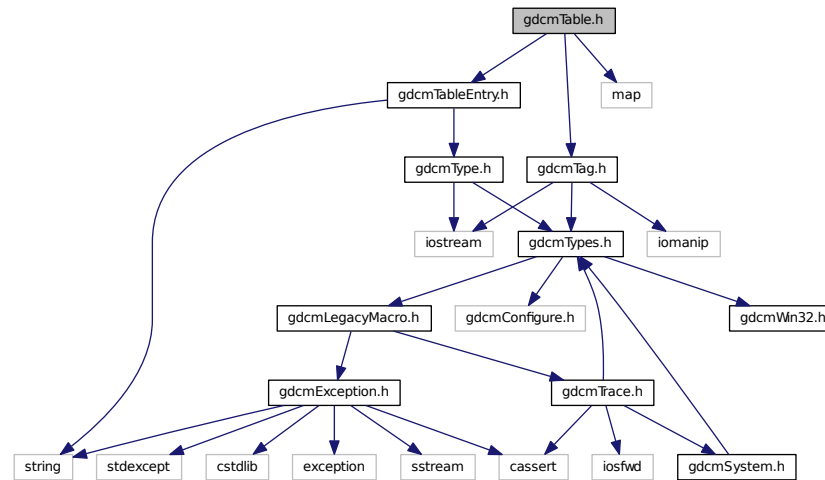 gdcmTable.h
gdcmTableEntry.h
map
gdcmType.h
gdcmTag.h
iostream
gdcmTypes.h
iomanip
gdcmLegacyMacro.h
gdcmConfigure.h
gdcmWin32.h
gdcmException.h
gdcmTrace.h
string
stdexcept
cstdlib
exception
sstream
cassert
iosfwd
gdcmSystem.h